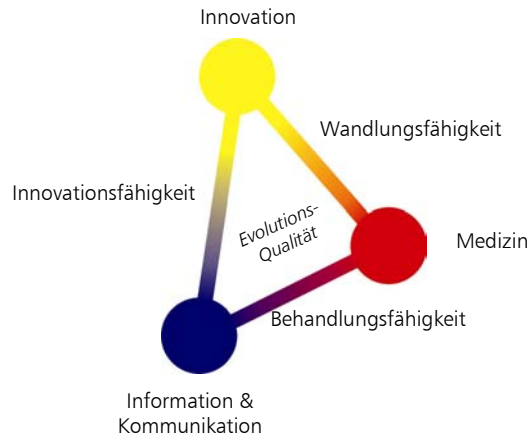 Innovation
Wandlungsfähigkeit
Innovationsfähigkeit
Evolutions-
Qualität
Medizin
Behandlungsfähigkeit
Information &
Kommunikation